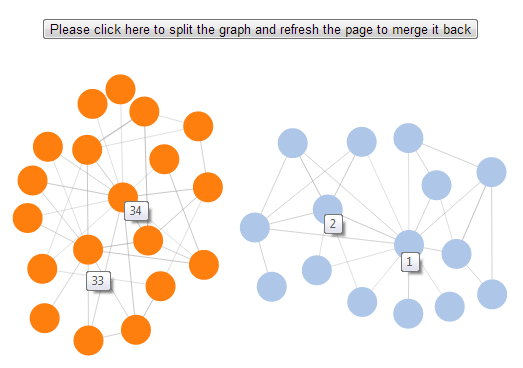 Please click here to split the graph and refresh the page to merge it back
34
2
1
33